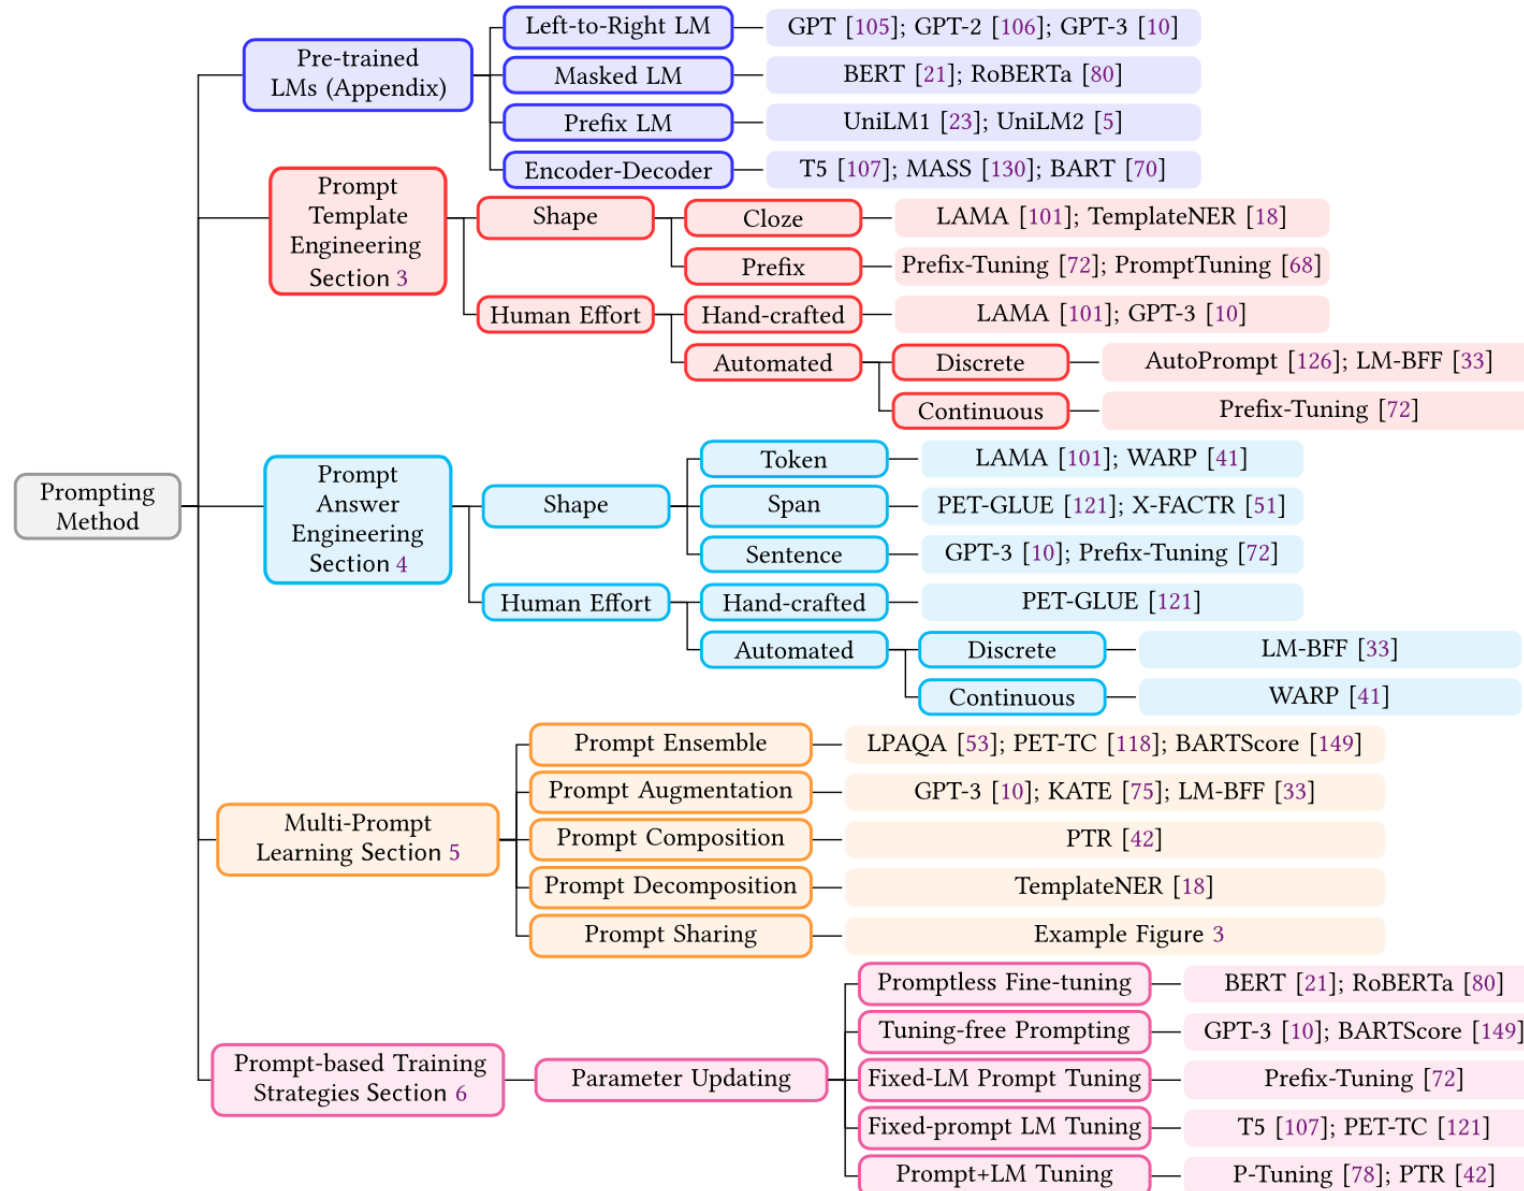 Pre-trained
LMs (Appendix)
Left-to-Right LM
GPT [105]; GPT-2 [106]; GPT-3 [10]
Masked LM
BERT [21]; RoBERTa [80]
Prefix LM
UniLM1 [23]; UniLM2 [5]
Encoder-Decoder
T5 [107]; MASS [130]; BART [70]
Prompt
Template
Engineering
Section 3
Shape
Cloze
LAMA [101]; TemplateNER [18]
Prefix
Prefix-Tuning [72]; PromptTuning [68]
Human Effort
Hand-crafted
LAMA [101]; GPT-3 [10]
Automated
Discrete
AutoPrompt [126]; LM-BFF [33]
Continuous
Prefix-Tuning [72]
Prompting
Method
Prompt
Answer
Engineering
Section 4
Shape
Token
LAMA [101]; WARP [41]
Span
PET-GLUE [121]; X-FACTR [51]
Sentence
GPT-3 [10]; Prefix-Tuning [72]
Human Effort
Hand-crafted
PET-GLUE [121]
Automated
Discrete
LM-BFF [33]
Continuous
WARP [41]
Multi-Prompt
Learning Section 5
Prompt Ensemble
LPAQA [53]; PET-TC [118]; BARTScore [149]
Prompt Augmentation
GPT-3 [10]; KATE [75]; LM-BFF [33]
Prompt Composition
PTR [42]
Prompt Decomposition
TemplateNER [18]
Prompt Sharing
Example Figure 3
Prompt-based Training
Strategies Section 6
Parameter Updating
Promptless Fine-tuning
BERT [21]; RoBERTa [80]
Tuning-free Prompting
GPT-3 [10]; BARTScore [149]
Fixed-LM Prompt Tuning
Prefix-Tuning [72]
Fixed-prompt LM Tuning
T5 [107]; PET-TC [121]
Prompt+LM Tuning
P-Tuning [78]; PTR [42]